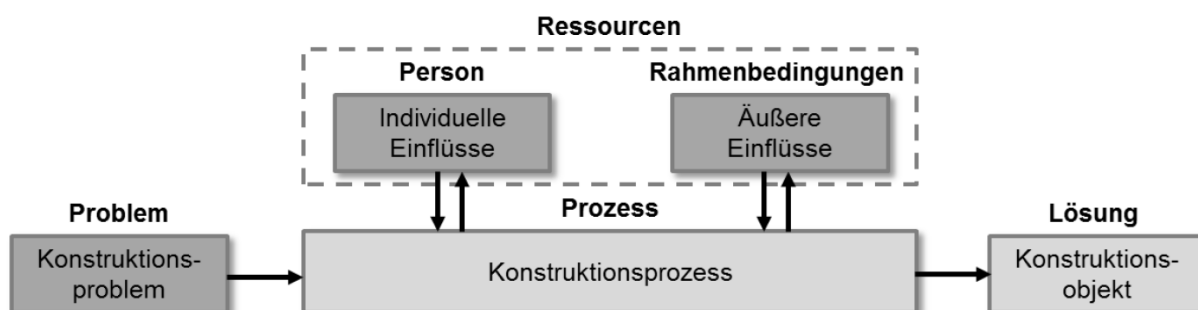 Ressourcen
Person
Rahmenbedingungen
Individuelle
Einflüsse
Äußere
Einflüsse
Problem
Prozess
Lösung
Konstruktions-
problem
Konstruktionsprozess
Konstruktions-
objekt